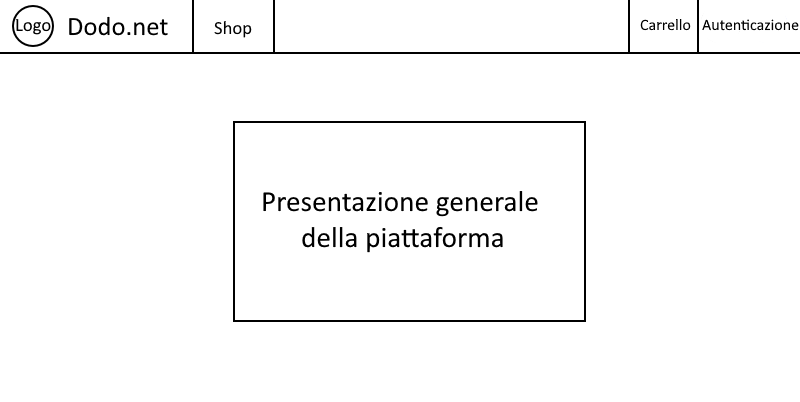 Logo
Dodo.net
Shop
Carrello
Autenticazione
Presentazione generale
della piattaforma